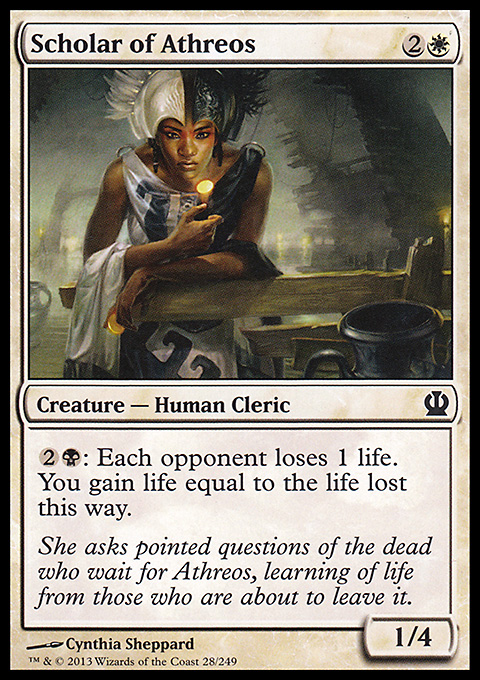 Scholar of Athreos 2
Creature — Human Cleric
2: Each opponent loses 1 life.
You gain life equal to the life lost
this way.
She asks pointed questions of the dead
who wait for Athreos, learning of life
from those who are about to leave it.
1/4
Cynthia Sheppard
™ & © 2013 Wizards of the Coast 28/249